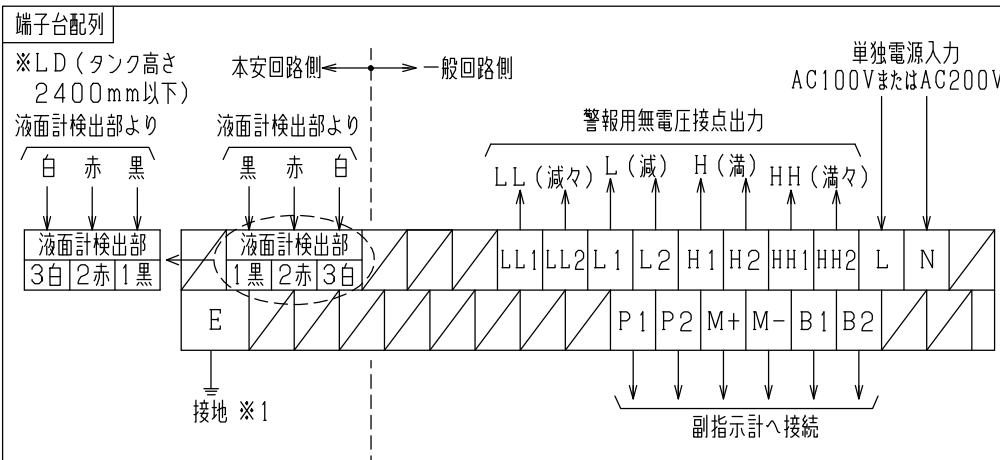 端子台配列
※LD(タンク高さ
2400mm以下)
液面計検出部より
白 赤 黒
液面計検出部
3白 2赤 1黒
本安回路側 一般回路側
液面計検出部より
黒 赤 白
液面計検出部
1黒 2赤 3白
警報用無電圧接点出力
LL(減々) L(減) H(満) HH(満々)
単独電源入力
AC100VまたはAC200V
LL1 LL2 L1 L2 H1 H2 HH1 HH2 L N
E P1 P2 M+ M- B1 B2
接地 ※1
副指示計へ接続